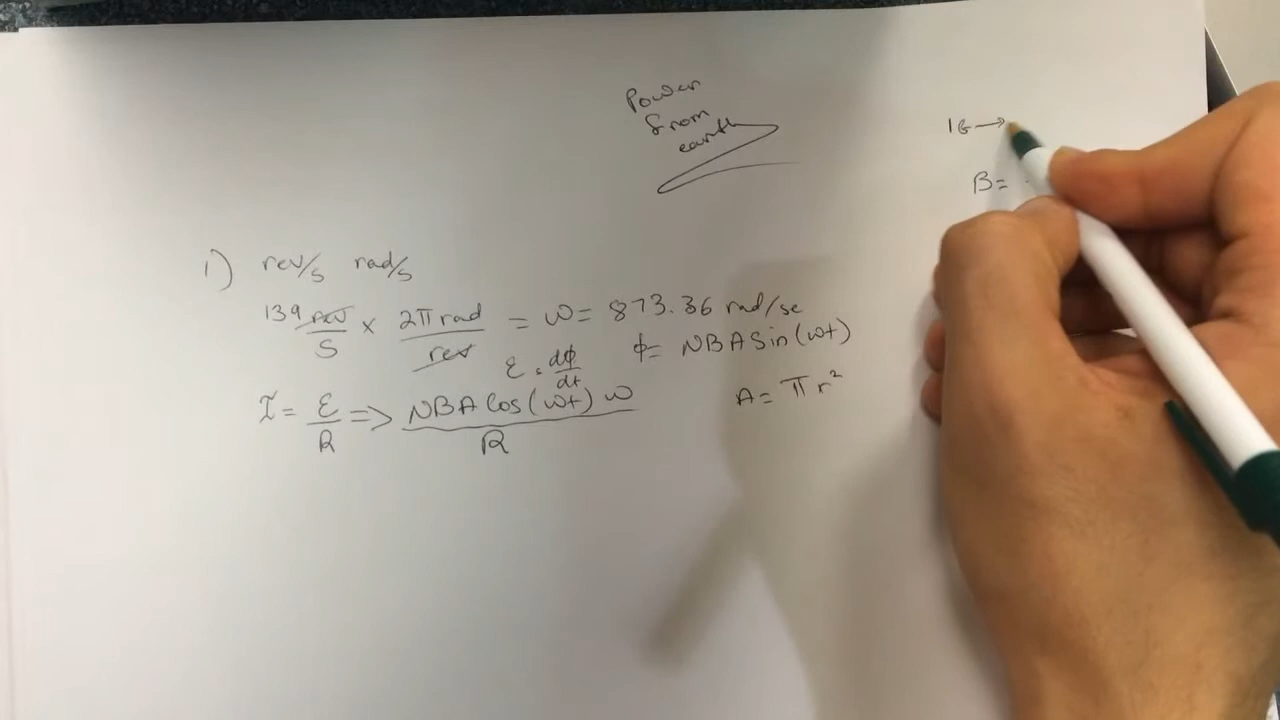 Power
from
earth
1G →
B = .
1) rev/s rad/s
139 rev/s × 2π rad/rev = ω = 873.36 rad/se
ε = dφ/dt φ = NBA Sin(ωt)
I = ε/R => NBA Cos(ωt) ω/R
A = πr²